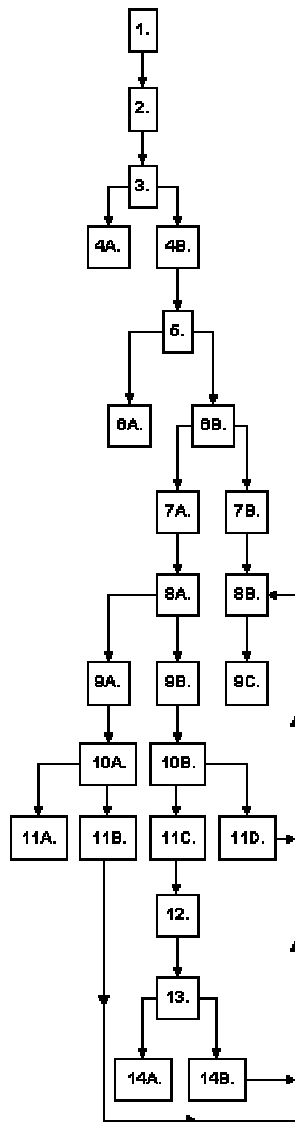 1.
2.
3.
4A. 4B.
5.
6A. 6B.
7A. 7B.
8A. 8B.
9A. 9B. 9C.
10A. 10B.
11A. 11B. 11C. 11D.
12.
13.
14A. 14B.